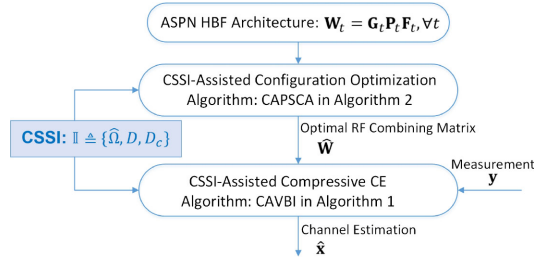 ASPN HBF Architecture: W_t = G_t P_t F_t, ∀t
CSSI-Assisted Configuration Optimization
Algorithm: CAPSCA in Algorithm 2
CSSI: 𝕀 ≜ {Ω̂, D, D_c}
Optimal RF Combining Matrix
Ŵ
Measurement
y
CSSI-Assisted Compressive CE
Algorithm: CAVBI in Algorithm 1
Channel Estimation
x̂